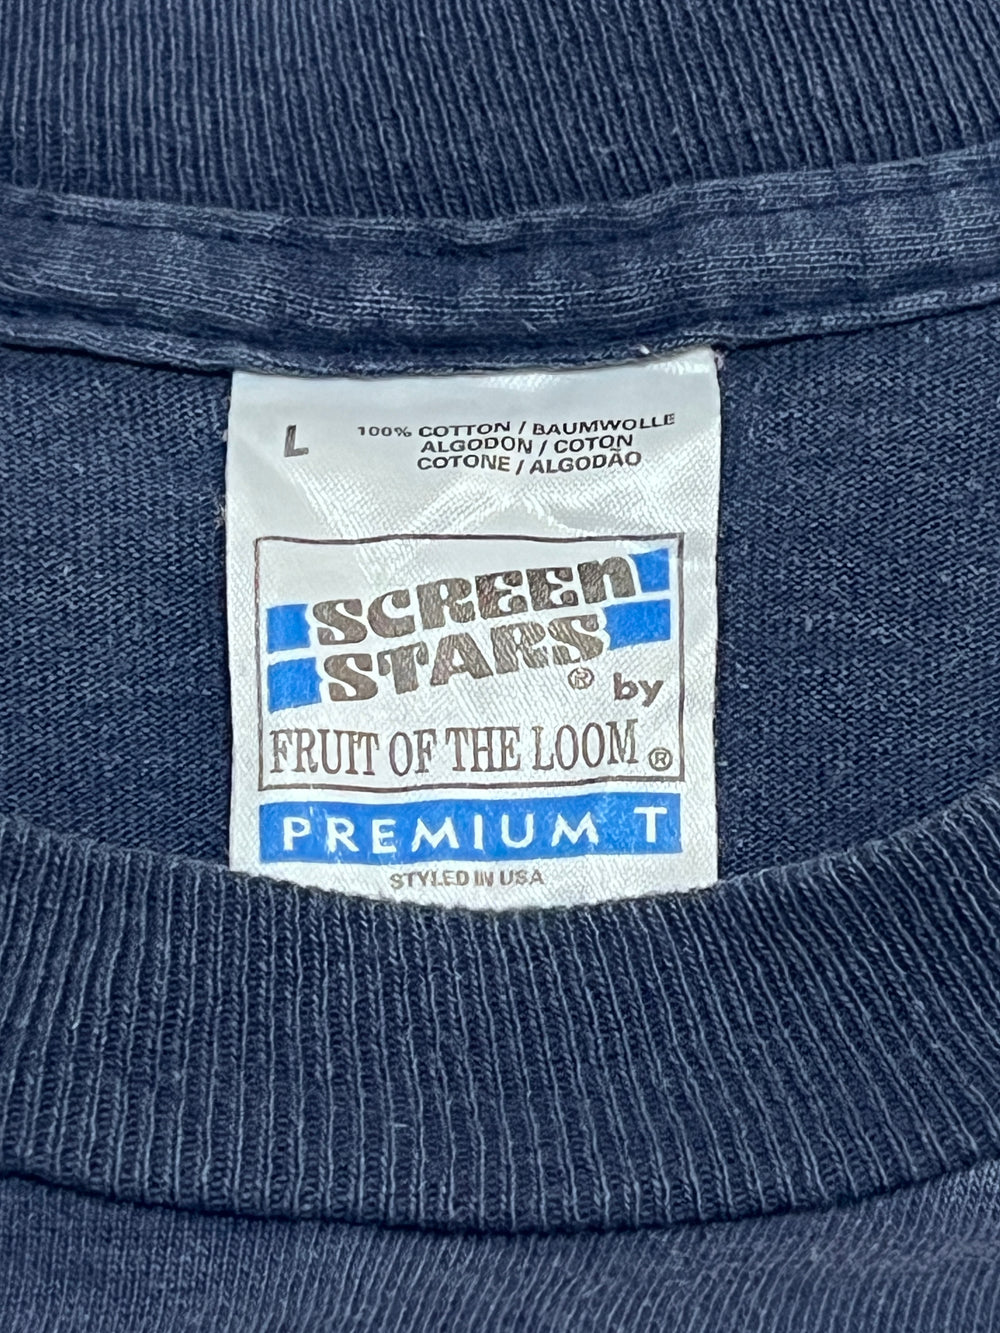 L
100% COTTON / BAUMWOLLE
ALGODON / COTON
COTONE / ALGODÃO
SCREEN
STARS® by
FRUIT OF THE LOOM®
PREMIUM T
STYLED IN USA